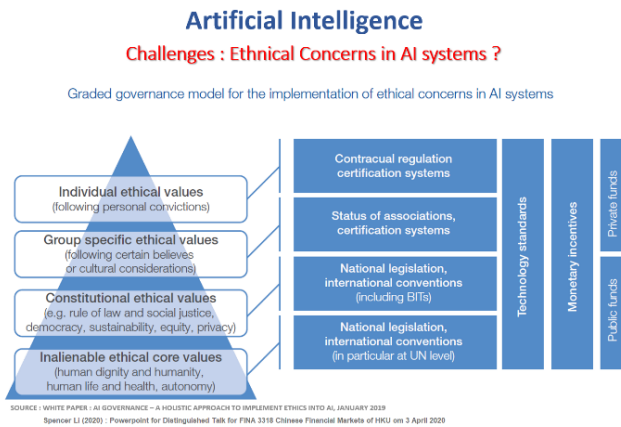 Artificial Intelligence
Challenges : Ethnical Concerns in AI systems ?
Graded governance model for the implementation of ethical concerns in AI systems
Individual ethical values
(following personal convictions)
Group specific ethical values
(following certain believes
or cultural considerations)
Constitutional ethical values
(e.g. rule of law and social justice,
democracy, sustainability, equity, privacy)
Inalienable ethical core values
(human dignity and humanity,
human life and health, autonomy)
Contracual regulation
certification systems
Status of associations,
certification systems
National legislation,
international conventions
(including BITs)
National legislation,
international conventions
(in particular at UN level)
Technology standards
Monetary incentives
Private funds
Public funds
SOURCE : WHITE PAPER : AI GOVERNANCE – A HOLISTIC APPROACH TO IMPLEMENT ETHICS INTO AI, JANUARY 2019
Spencer Li (2020) : Powerpoint for Distingushed Talk for FINA 3318 Chinese Financial Markets of HKU om 3 April 2020